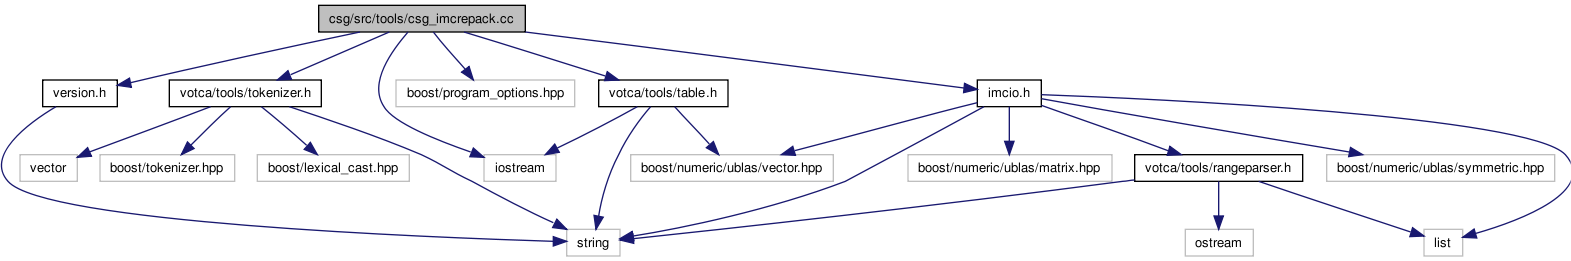 csg/src/tools/csg_imcrepack.cc
version.h
votca/tools/tokenizer.h
boost/program_options.hpp
votca/tools/table.h
imcio.h
vector
boost/tokenizer.hpp
boost/lexical_cast.hpp
iostream
boost/numeric/ublas/vector.hpp
boost/numeric/ublas/matrix.hpp
votca/tools/rangeparser.h
boost/numeric/ublas/symmetric.hpp
string
ostream
list